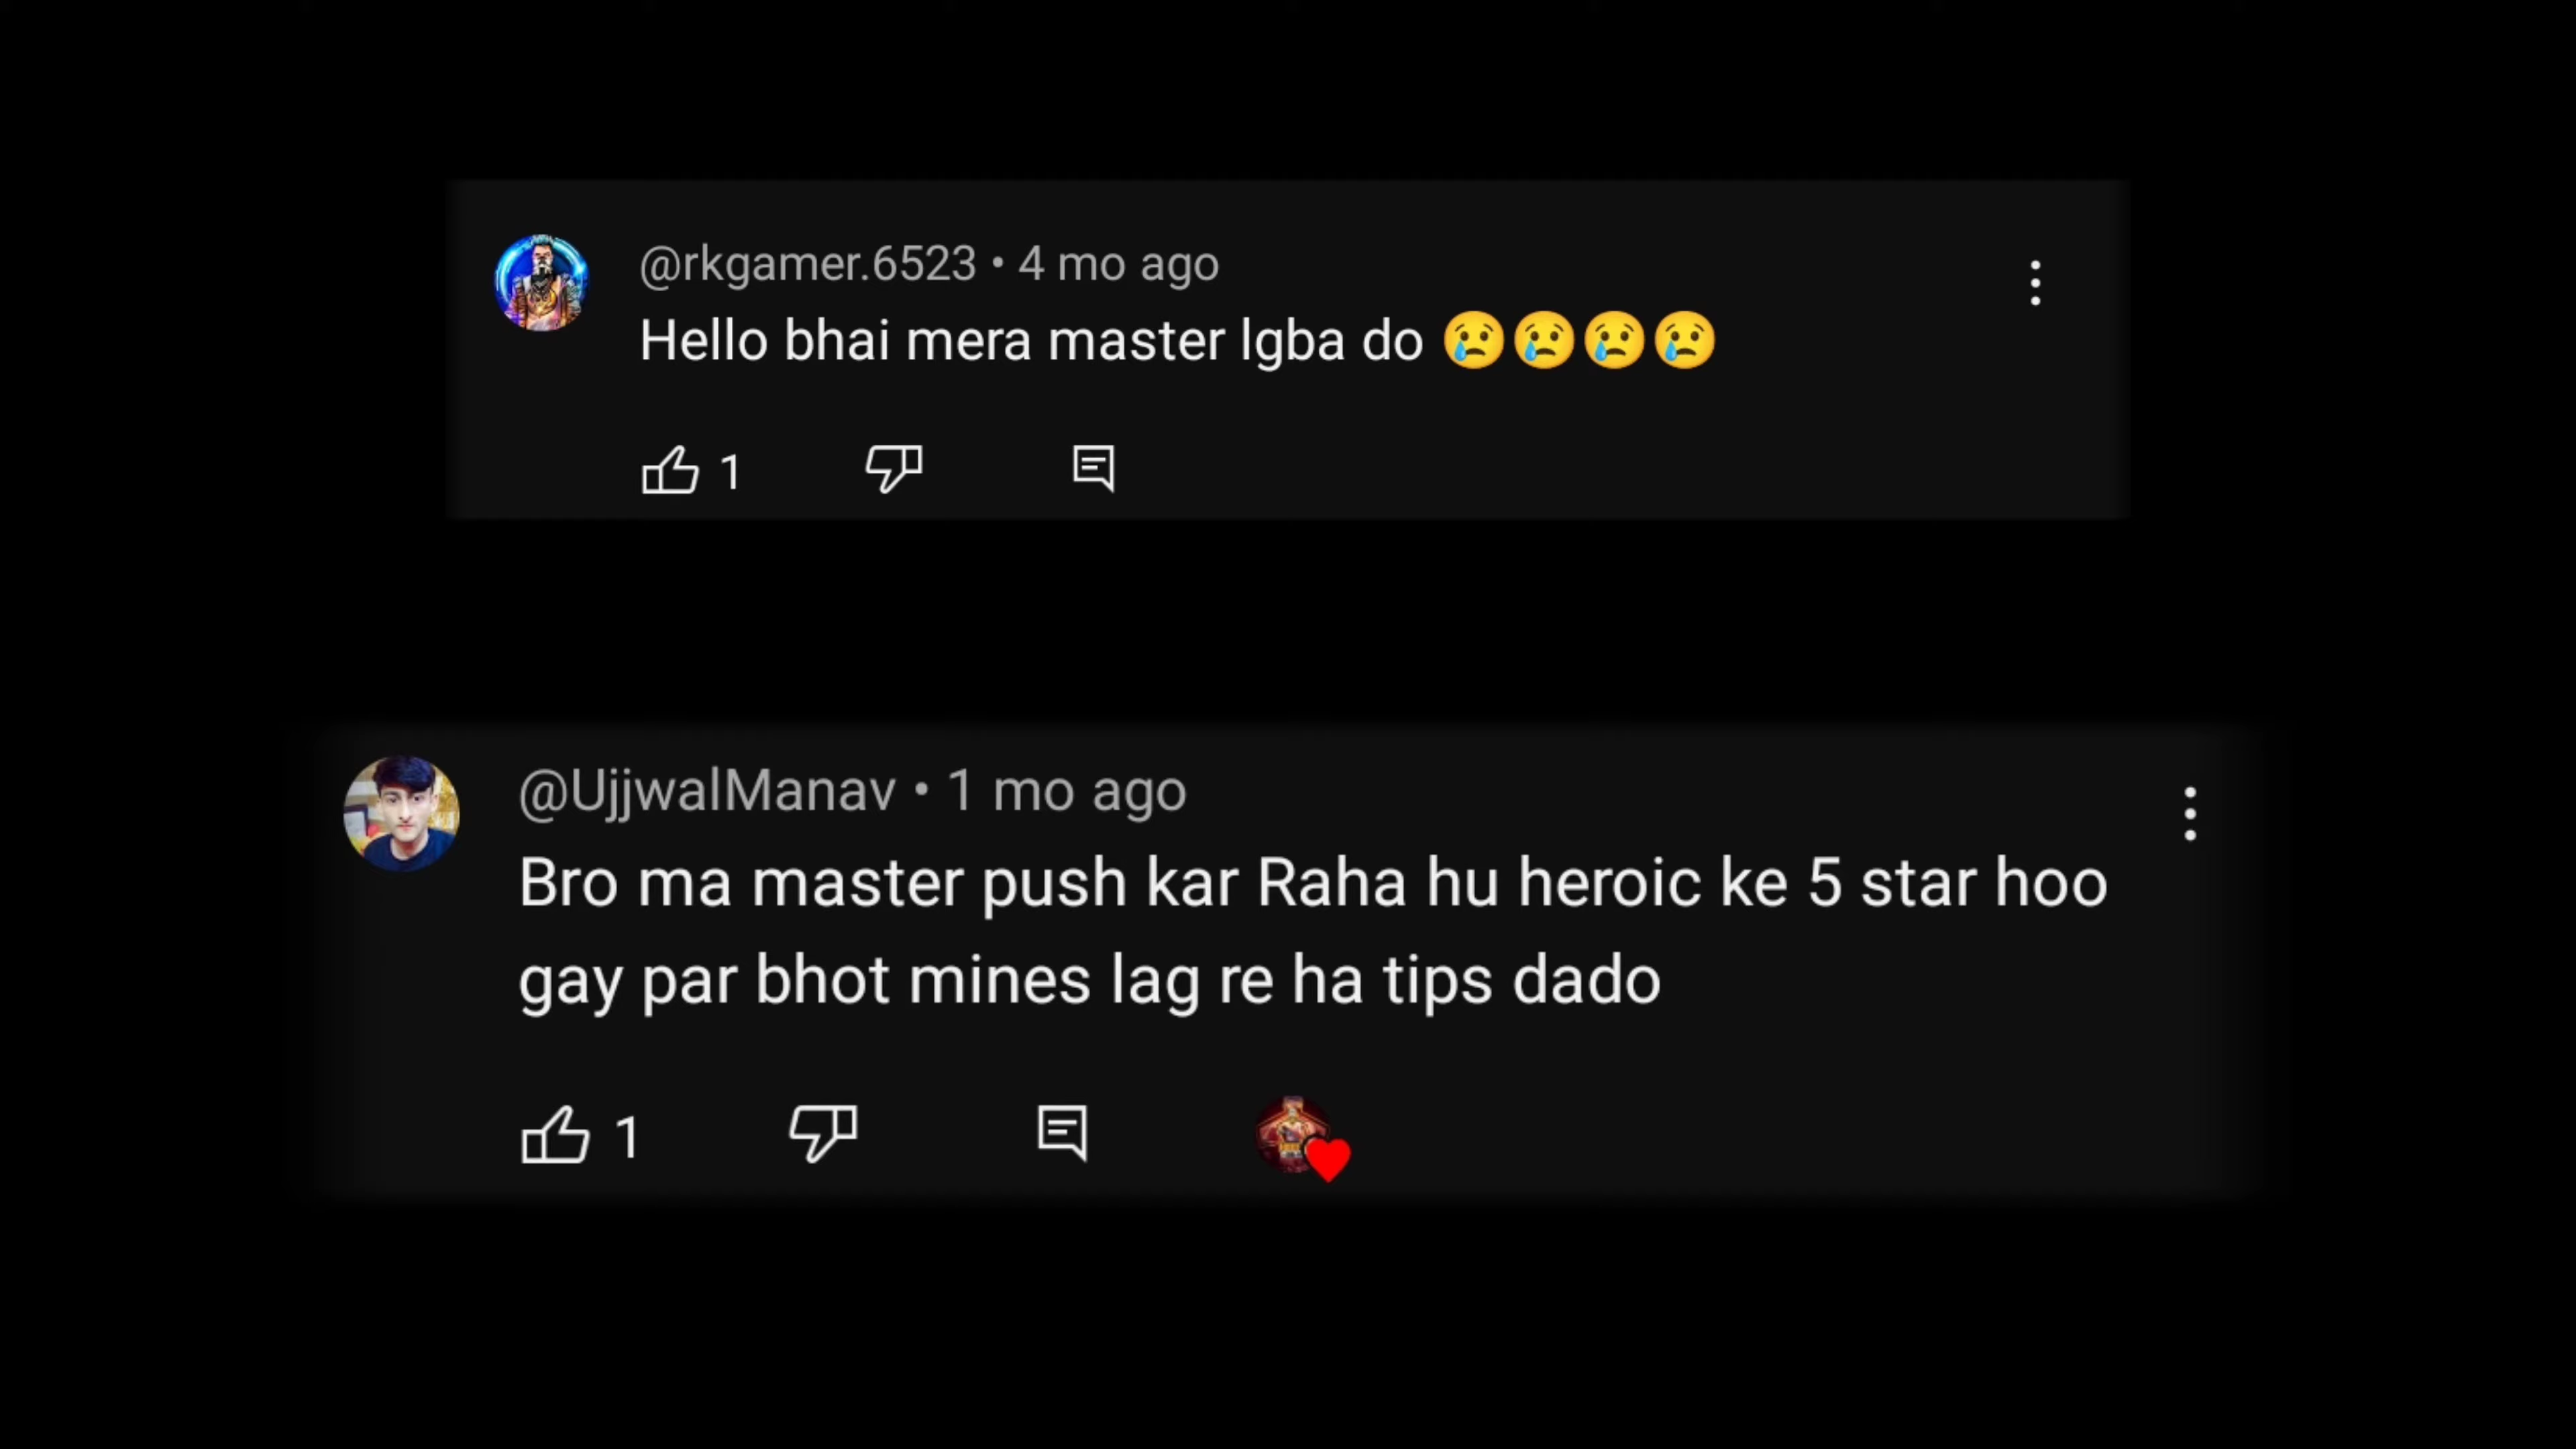 @rkgamer.6523 • 4 mo ago
Hello bhai mera master lgba do 😢😢😢😢
1
@UjjwalManav • 1 mo ago
Bro ma master push kar Raha hu heroic ke 5 star hoo
gay par bhot mines lag re ha tips dado
1